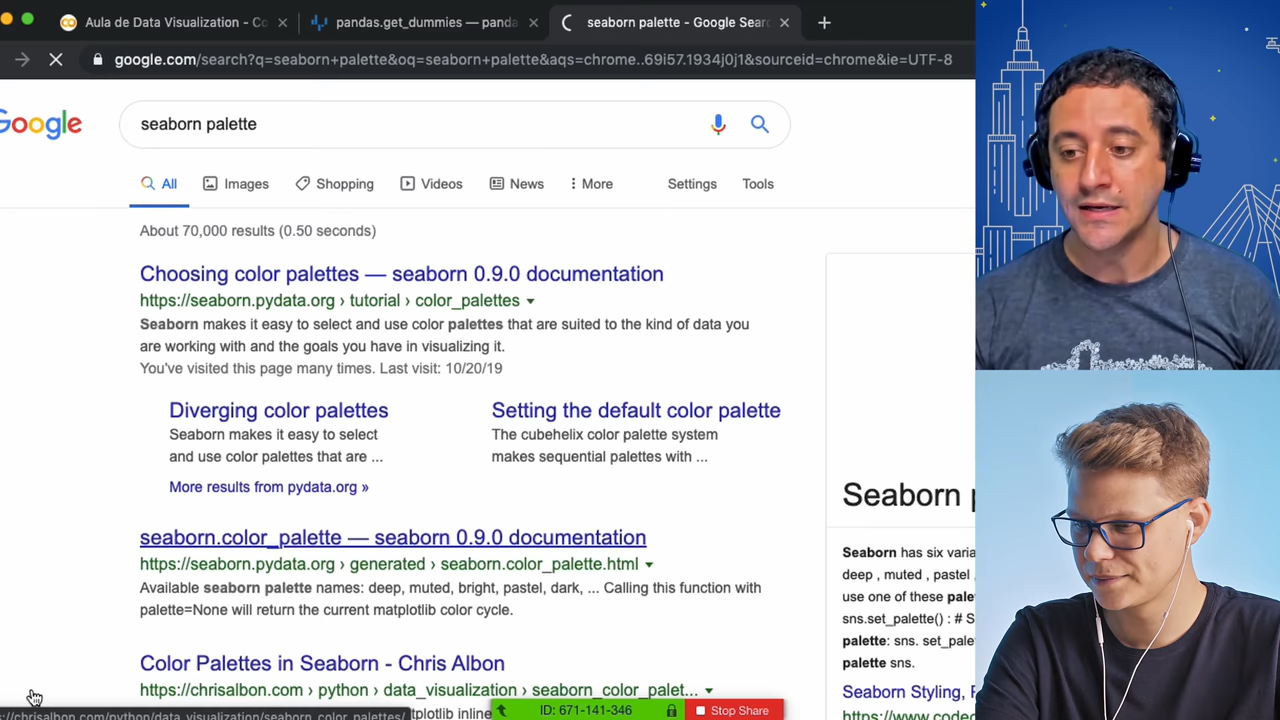 Aula de Data Visualization - Co
pandas.get_dummies — panda
seaborn palette - Google Sear
google.com/search?q=seaborn+palette&oq=seaborn+palette&aqs=chrome..69i57.1934j0j1&sourceid=chrome&ie=UTF-8
Google
seaborn palette
All
Images
Shopping
Videos
News
More
Settings
Tools
About 70,000 results (0.50 seconds)
Choosing color palettes — seaborn 0.9.0 documentation
https://seaborn.pydata.org › tutorial › color_palettes
Seaborn makes it easy to select and use color palettes that are suited to the kind of data you
are working with and the goals you have in visualizing it.
You've visited this page many times. Last visit: 10/20/19
Diverging color palettes
Seaborn makes it easy to select
and use color palettes that are ...
Setting the default color palette
The cubehelix color palette system
makes sequential palettes with ...
More results from pydata.org »
seaborn.color_palette — seaborn 0.9.0 documentation
https://seaborn.pydata.org › generated › seaborn.color_palette.html
Available seaborn palette names: deep, muted, bright, pastel, dark, ... Calling this function with
palette=None will return the current matplotlib color cycle.
Color Palettes in Seaborn - Chris Albon
https://chrisalbon.com › python › data_visualization › seaborn_color_palet...
tplotlib inline
s://chrisalbon.com/python/data_visualization/seaborn_color_palettes/
ID: 671-141-346
Stop Share
Seaborn p
Seaborn has six varia
deep , muted , pastel
use one of these pale
sns.set_palette() : # S
palette: sns. set_pale
palette sns.
Seaborn Styling, P
https://www.codec